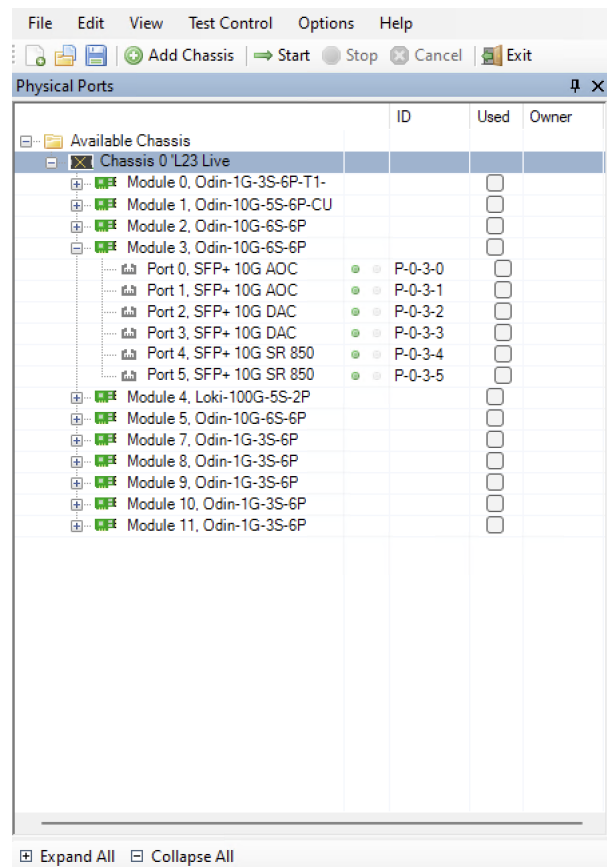 File Edit View Test Control Options Help
Add Chassis Start Stop Cancel Exit
Physical Ports
ID Used Owner
Available Chassis
Chassis 0 'L23 Live
Module 0, Odin-1G-3S-6P-T1-
Module 1, Odin-10G-5S-6P-CU
Module 2, Odin-10G-6S-6P
Module 3, Odin-10G-6S-6P
Port 0, SFP+ 10G AOC P-0-3-0
Port 1, SFP+ 10G AOC P-0-3-1
Port 2, SFP+ 10G DAC P-0-3-2
Port 3, SFP+ 10G DAC P-0-3-3
Port 4, SFP+ 10G SR 850 P-0-3-4
Port 5, SFP+ 10G SR 850 P-0-3-5
Module 4, Loki-100G-5S-2P
Module 5, Odin-10G-6S-6P
Module 7, Odin-1G-3S-6P
Module 8, Odin-1G-3S-6P
Module 9, Odin-1G-3S-6P
Module 10, Odin-1G-3S-6P
Module 11, Odin-1G-3S-6P
Expand All Collapse All